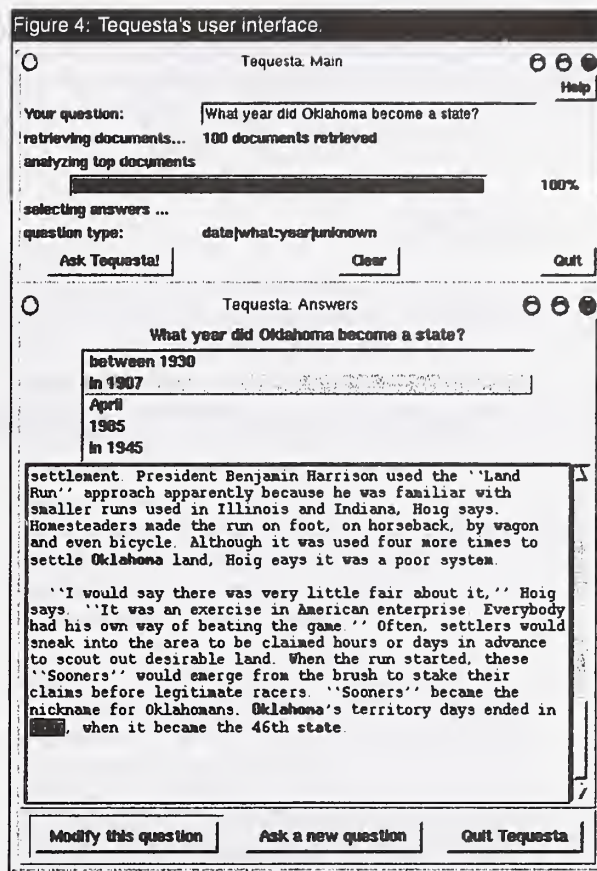 Figure 4: Tequesta's user interface.
Tequesta: Main
Help
Your question: What year did Oklahoma become a state?
retrieving documents... 100 documents retrieved
analyzing top documents
100%
selecting answers ...
question type: date|what:year|unknown
Ask Tequesta! Clear Quit
Tequesta: Answers
What year did Oklahoma become a state?
between 1930
in 1907
April
1985
in 1945
settlement. President Benjamin Harrison used the ``Land
Run'' approach apparently because he was familiar with
smaller runs used in Illinois and Indiana, Hoig says.
Homesteaders made the run on foot, on horseback, by wagon
and even bicycle. Although it was used four more times to
settle Oklahoma land, Hoig says it was a poor system.
``I would say there was very little fair about it,'' Hoig
says. ``It was an exercise in American enterprise. Everybody
had his own way of beating the game.'' Often, settlers would
sneak into the area to be claimed hours or days in advance
to scout out desirable land. When the run started, these
``Sooners'' would emerge from the brush to stake their
claims before legitimate racers. ``Sooners'' became the
nickname for Oklahomans. Oklahoma's territory days ended in
, when it became the 46th state.
Modify this question Ask a new question Quit Tequesta